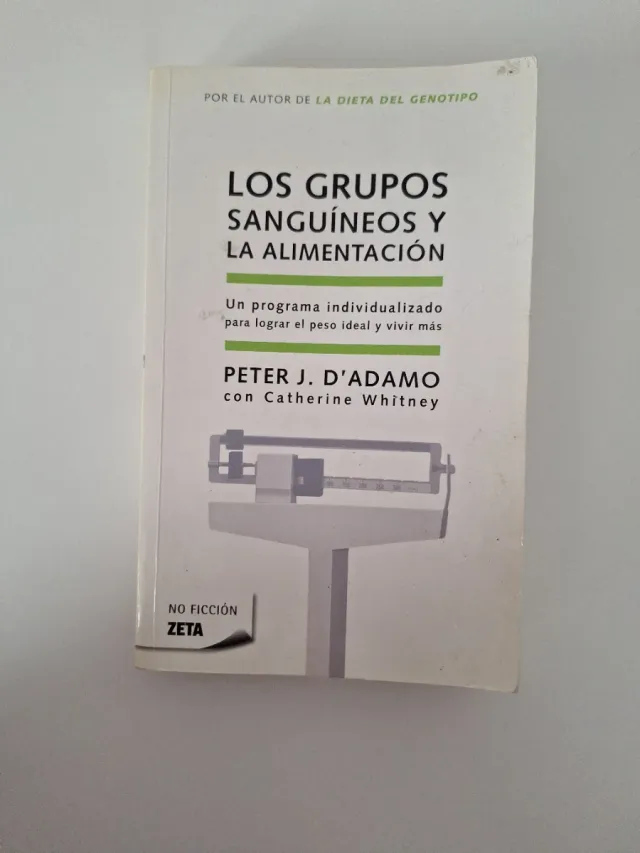 POR EL AUTOR DE LA DIETA DEL GENOTIPO
LOS GRUPOS
SANGUÍNEOS Y
LA ALIMENTACIÓN
Un programa individualizado
para lograr el peso ideal y vivir más
PETER J. D'ADAMO
con Catherine Whitney
NO FICCIÓN
ZETA